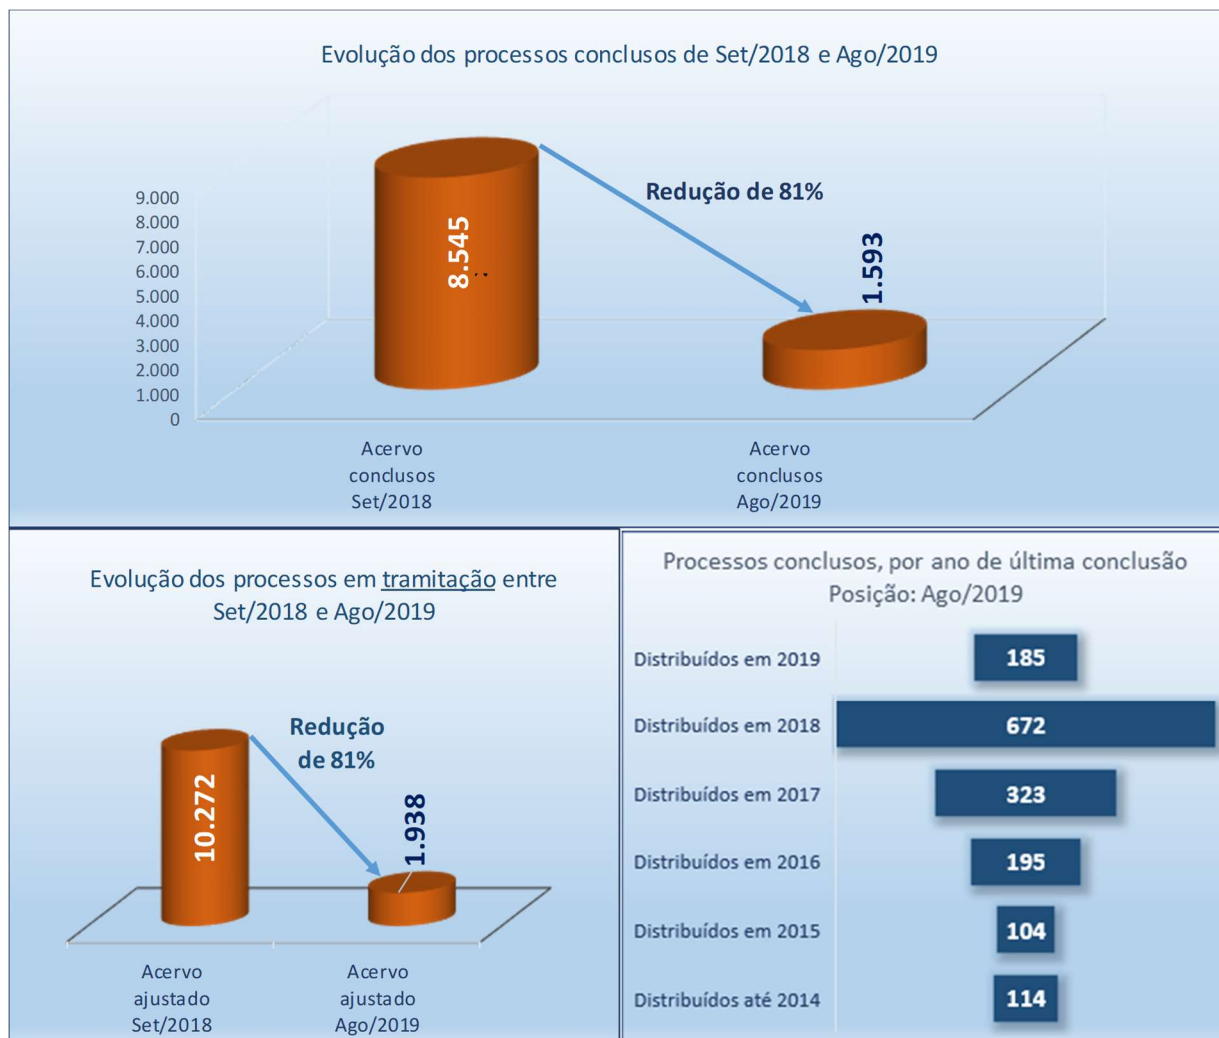 Evolução dos processos conclusos de Set/2018 e Ago/2019
Redução de 81%
9.000
8.000
7.000
6.000
5.000
4.000
3.000
2.000
1.000
0
8.545
1.593
Acervo
conclusos
Set/2018
Acervo
conclusos
Ago/2019
Evolução dos processos em tramitação entre
Set/2018 e Ago/2019
Redução
de 81%
10.272
1.938
Acervo
ajustado
Set/2018
Acervo
ajustado
Ago/2019
Processos conclusos, por ano de última conclusão
Posição: Ago/2019
Distribuídos em 2019 185
Distribuídos em 2018 672
Distribuídos em 2017 323
Distribuídos em 2016 195
Distribuídos em 2015 104
Distribuídos até 2014 114